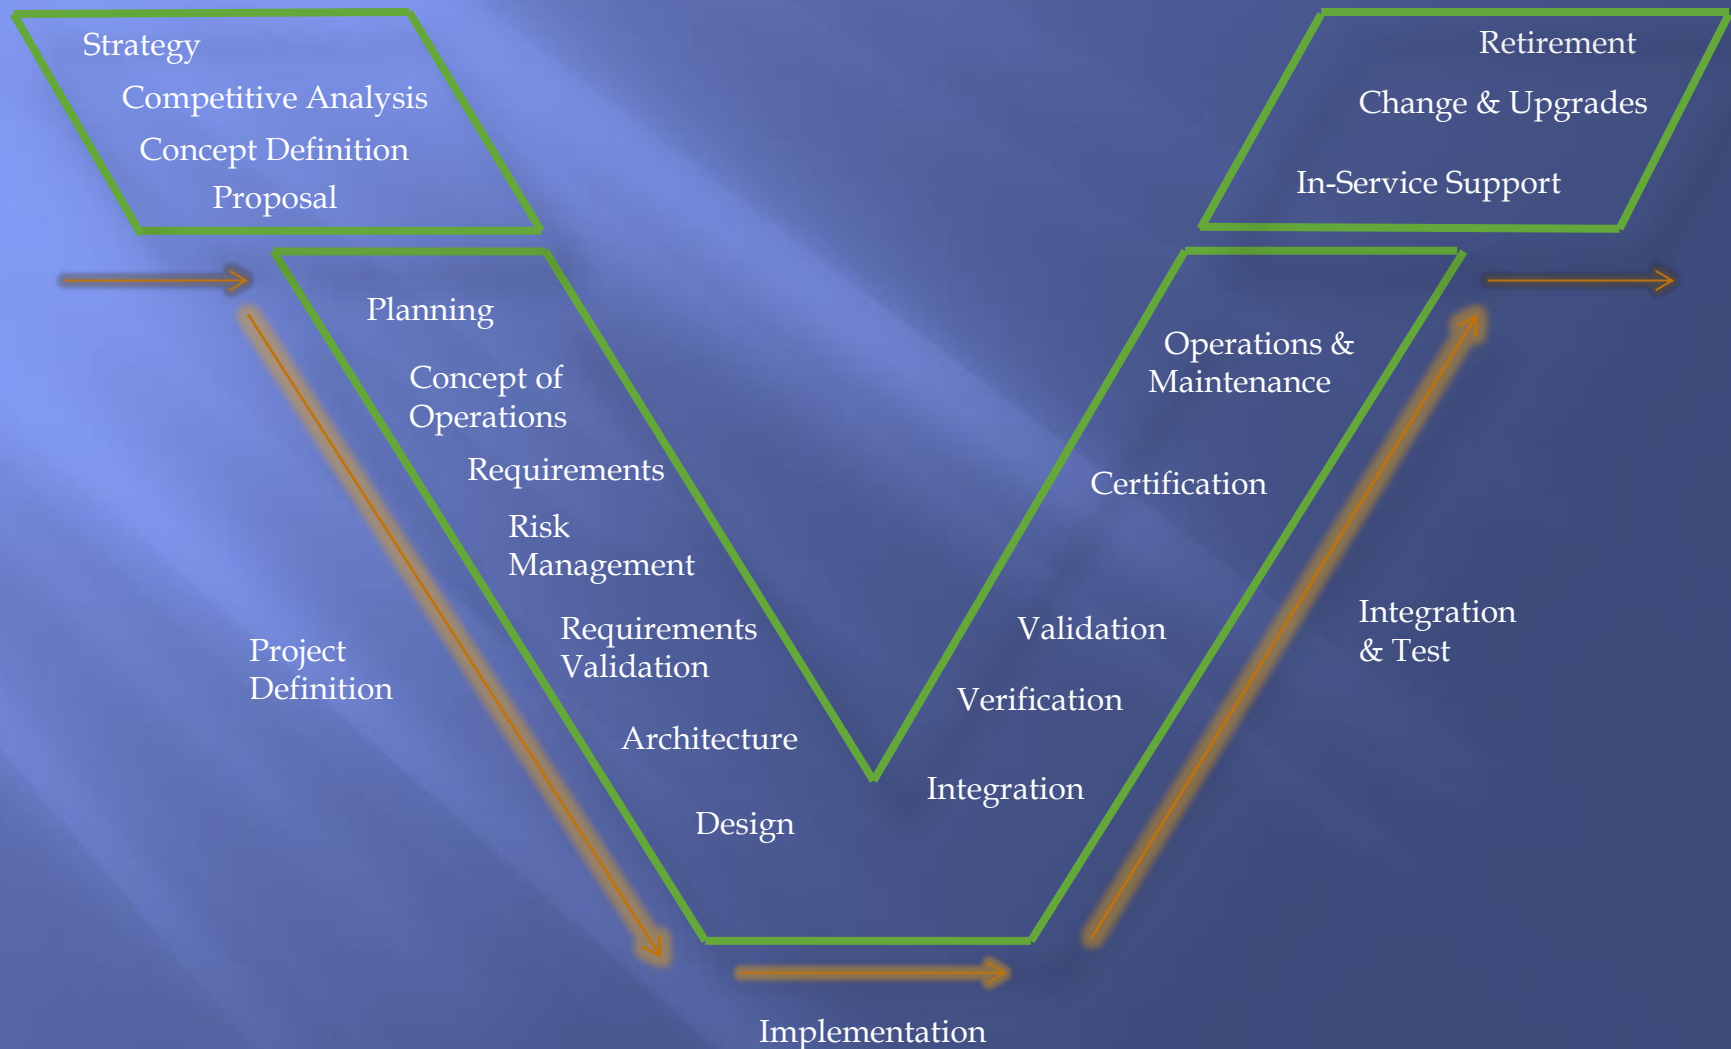 Strategy
Competitive Analysis
Concept Definition
Proposal
Retirement
Change & Upgrades
In-Service Support
Planning
Concept of
Operations
Requirements
Risk
Management
Requirements
Validation
Architecture
Design
Project
Definition
Implementation
Operations &
Maintenance
Certification
Validation
Verification
Integration
Integration
& Test